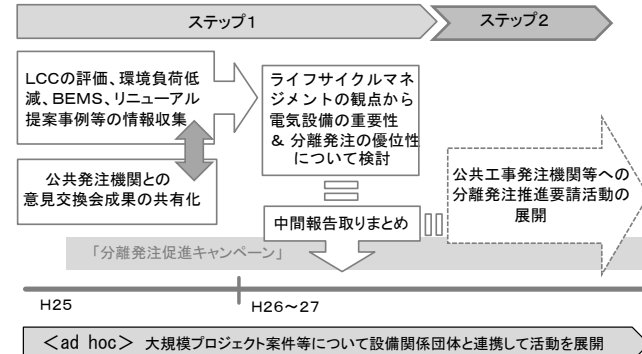 ステップ1
ステップ2
LCCの評価、環境負荷低
減、BEMS、リニューアル
提案事例等の情報収集
ライフサイクルマネ
ジメントの観点から
電気設備の重要性
& 分離発注の優位性
について検討
公共発注機関との
意見交換会成果の共有化
公共工事発注機関等への
分離発注推進要請活動の
展開
中間報告取りまとめ
「分離発注促進キャンペーン」
H25
H26~27
<ad hoc> 大規模プロジェクト案件等について設備関係団体と連携して活動を展開